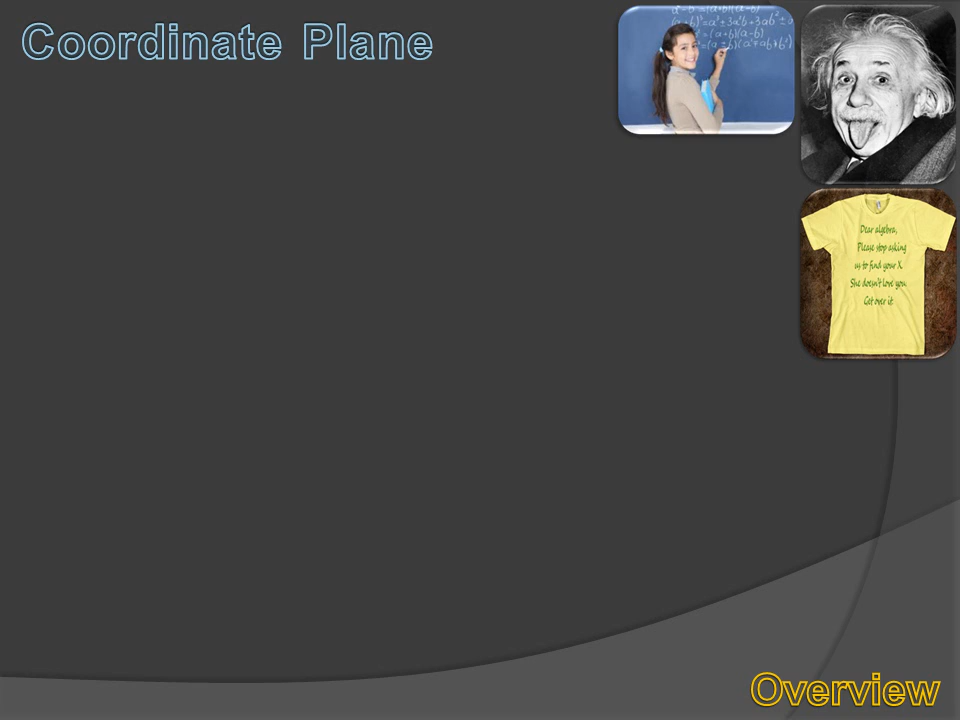 Coordinate Plane
Dear algebra,
Please stop asking
us to find your X.
She doesn't love you.
Get over it
Overview